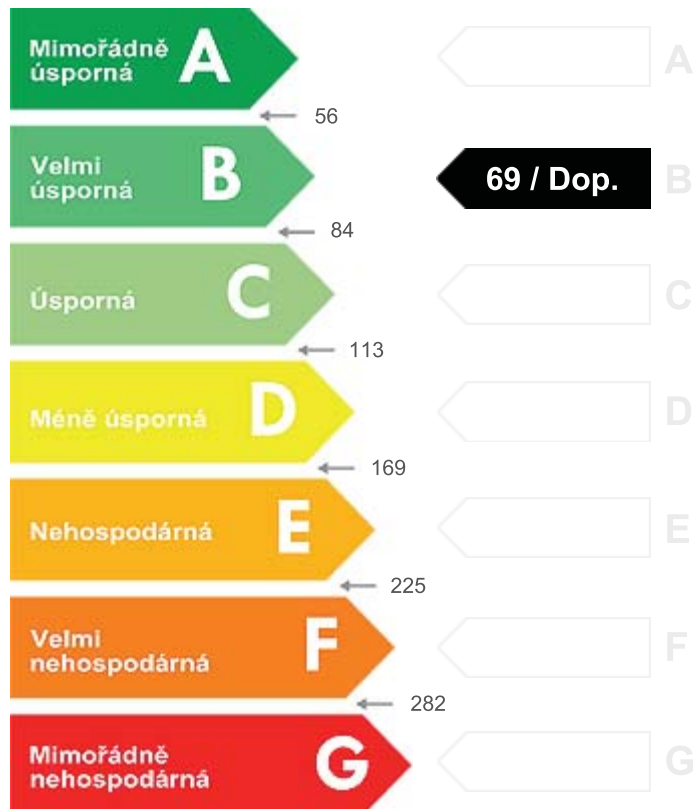 Mimořádně
úsporná
A
A
56
Velmi
úsporná
B
69 / Dop.
B
84
Úsporná
C
C
113
Méně úsporná
D
D
169
Nehospodárná
E
E
225
Velmi
nehospodárná
F
F
282
Mimořádně
nehospodárná
G
G